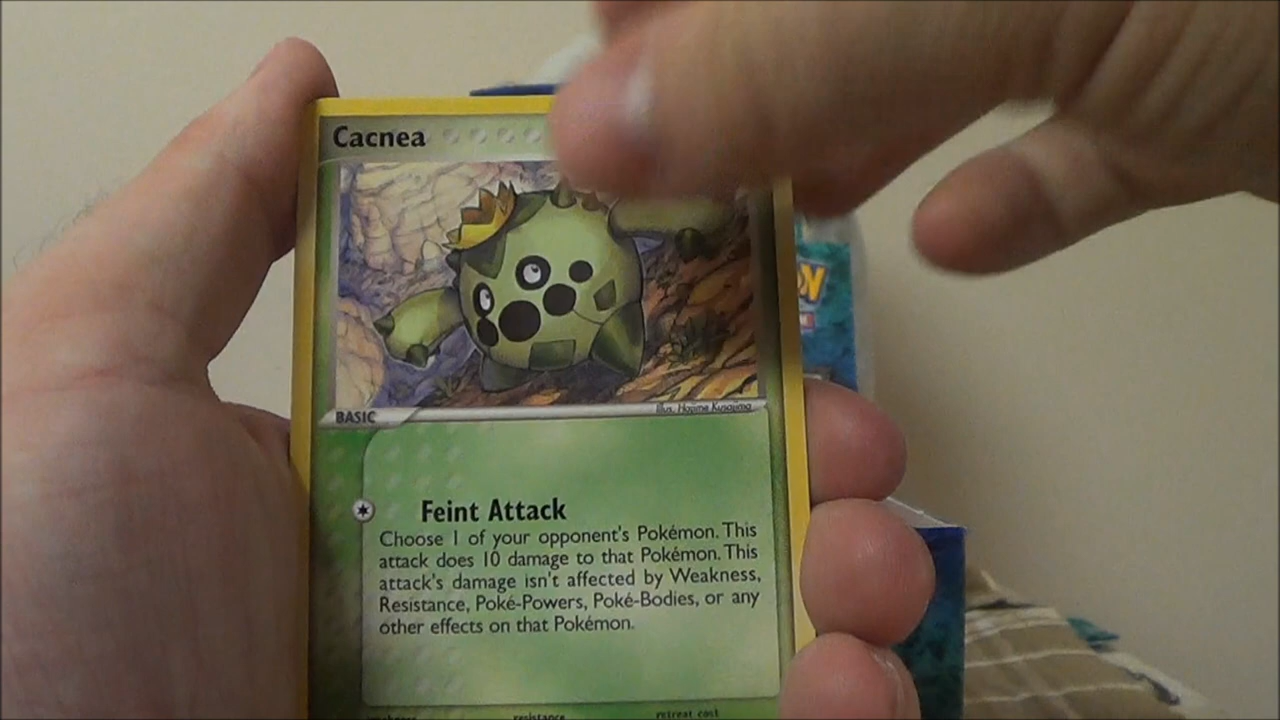 Cacnea
BASIC
Illus. Hajime Kusajima
Feint Attack
Choose 1 of your opponent's Pokémon. This
attack does 10 damage to that Pokémon. This
attack's damage isn't affected by Weakness,
Resistance, Poké-Powers, Poké-Bodies, or any
other effects on that Pokémon.
weakness resistance retreat cost